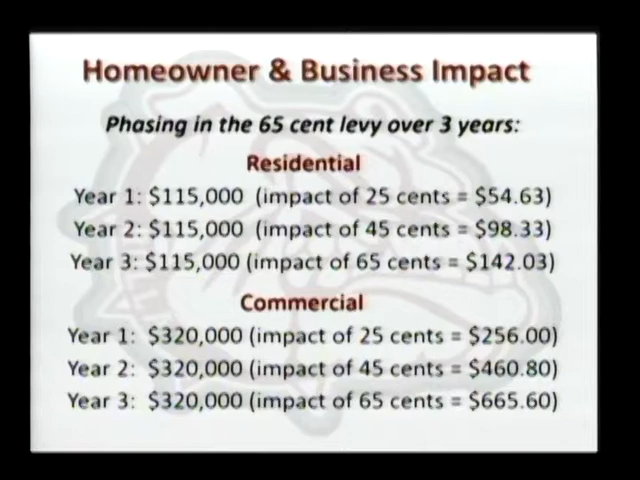 Homeowner & Business Impact
Phasing in the 65 cent levy over 3 years:
Residential
Year 1: $115,000 (impact of 25 cents = $54.63)
Year 2: $115,000 (impact of 45 cents = $98.33)
Year 3: $115,000 (impact of 65 cents = $142.03)
Commercial
Year 1: $320,000 (impact of 25 cents = $256.00)
Year 2: $320,000 (impact of 45 cents = $460.80)
Year 3: $320,000 (impact of 65 cents = $665.60)